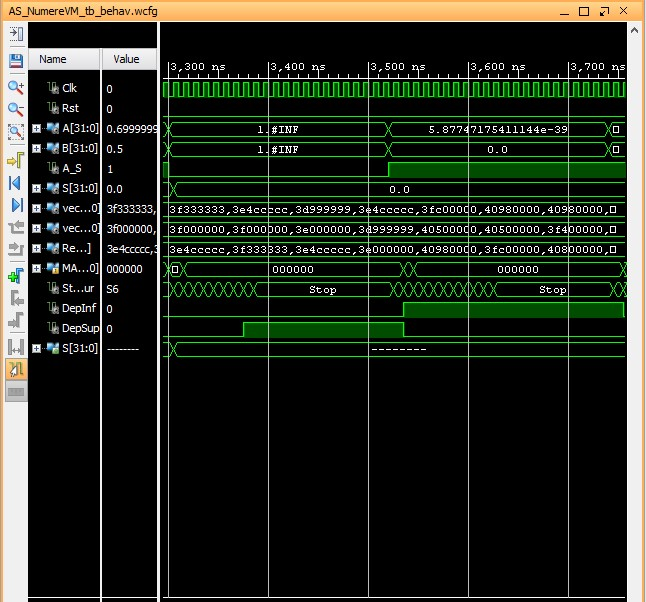 AS_NumereVM_tb_behav.wcfg
Name Value
3,300 ns 3,400 ns 3,500 ns 3,600 ns 3,700 ns
Clk 0
Rst 0
A[31:0] 0.6999999 1.#INF 5.87747175411144e-39
B[31:0] 0.5 1.#INF 0.0
A_S 1
S[31:0] 0.0 0.0
vec...0] 3f333333, 3f333333,3e4ccccc,3d999999,3e4ccccc,3fc00000,40980000,40980000,
vec...0] 3f000000, 3f000000,3f000000,3e000000,3d999999,40500000,40500000,3f400000,
Re...] 3e4ccccc,3 3e4ccccc,3f333333,3e4ccccc,3e000000,40980000,3fc00000,40800000,
MA...0] 000000 000000 000000
St...ur S6 Stop Stop
DepInf 0
DepSup 0
S[31:0] -------- --------